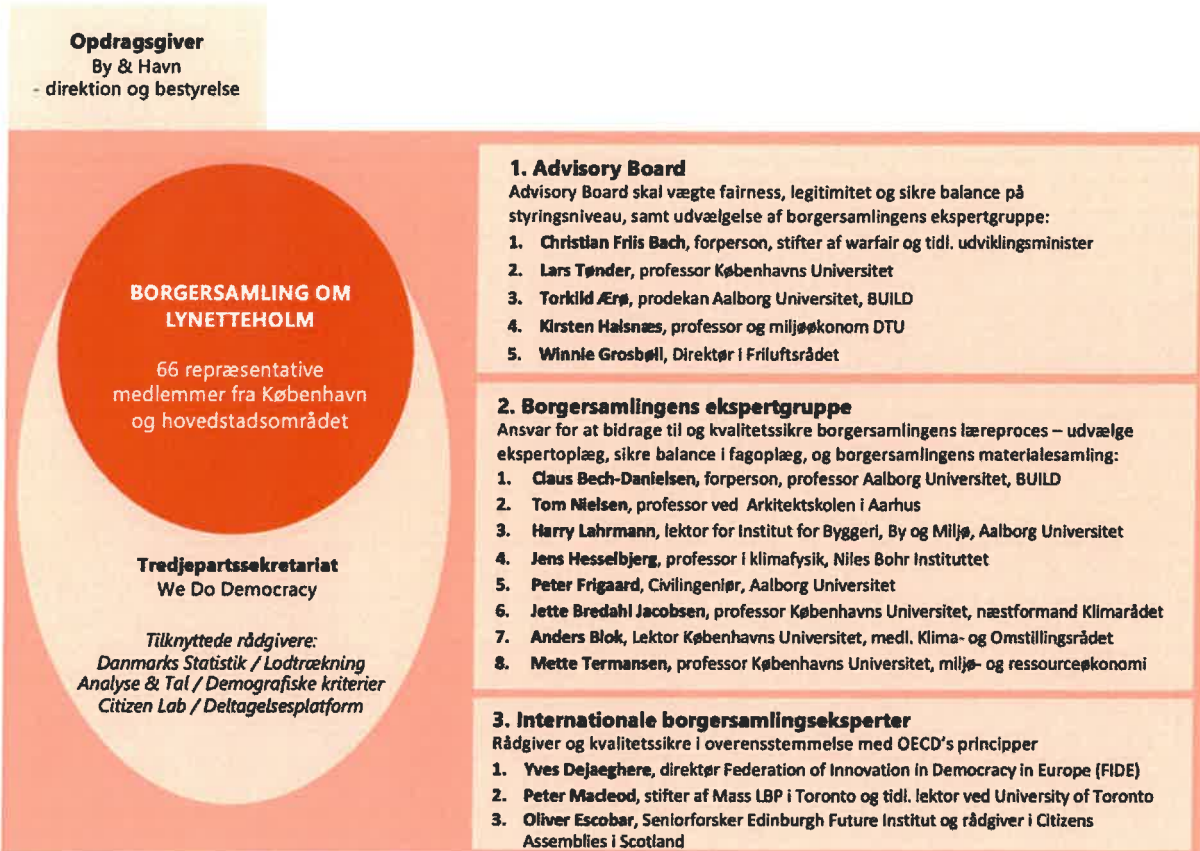 Opdragsgiver
By & Havn
- direktion og bestyrelse
BORGERSAMLING OM
LYNETTEHOLM
66 repræsentative
medlemmer fra København
og hovedstadsområdet
Tredjepartssekretariat
We Do Democracy
Tilknyttede rådgivere:
Danmarks Statistik / Lodtrækning
Analyse & Tal / Demografiske kriterier
Citizen Lab / Deltagelsesplatform
1. Advisory Board
Advisory Board skal vægte fairness, legitimitet og sikre balance på
styringsniveau, samt udvælgelse af borgersamlingens ekspertgruppe:
1. Christian Friis Bach, forperson, stifter af warfair og tidl. udviklingsminister
2. Lars Tønder, professor Københavns Universitet
3. Torkild Ærø, prodekan Aalborg Universitet, BUILD
4. Kirsten Halsnæs, professor og miljøøkonom DTU
5. Winnie Grosbøll, Direktør i Friluftsrådet
2. Borgersamlingens ekspertgruppe
Ansvar for at bidrage til og kvalitetssikre borgersamlingens læreproces – udvælge
ekspertoplæg, sikre balance i fagoplæg, og borgersamlingens materialesamling:
1. Claus Bech-Danielsen, forperson, professor Aalborg Universitet, BUILD
2. Tom Nielsen, professor ved Arkitektskolen i Aarhus
3. Harry Lahrmann, lektor for Institut for Byggeri, By og Miljø, Aalborg Universitet
4. Jens Hesselbjerg, professor i klimafysik, Niles Bohr Instituttet
5. Peter Frigaard, Civilingeniør, Aalborg Universitet
6. Jette Bredahl Jacobsen, professor Københavns Universitet, næstformand Klimarådet
7. Anders Blok, Lektor Københavns Universitet, medl. Klima- og Omstillingsrådet
8. Mette Termansen, professor Københavns Universitet, miljø- og ressourceøkonomi
3. Internationale borgersamlingseksperter
Rådgiver og kvalitetssikre i overensstemmelse med OECD's principper
1. Yves Dejaeghere, direktør Federation of Innovation in Democracy in Europe (FIDE)
2. Peter Macleod, stifter af Mass LBP i Toronto og tidl. lektor ved University of Toronto
3. Oliver Escobar, Seniorforsker Edinburgh Future Institut og rådgiver i Citizens
Assemblies i Scotland